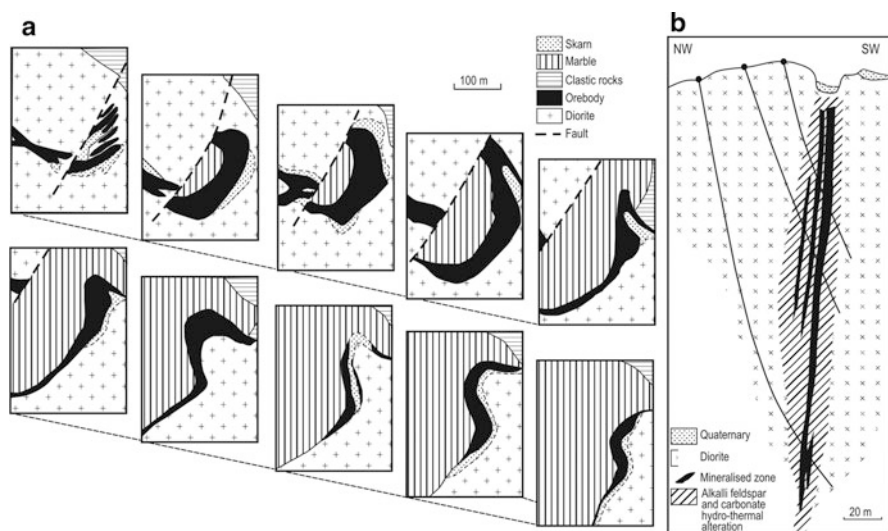 a
Skarn
Marble
100 m
Clastic rocks
Orebody
Diorite
Fault
b
NW
SW
Quaternary
Diorite
Mineralised zone
Alkali feldspar
and carbonate
hydro-thermal
alteration
20 m